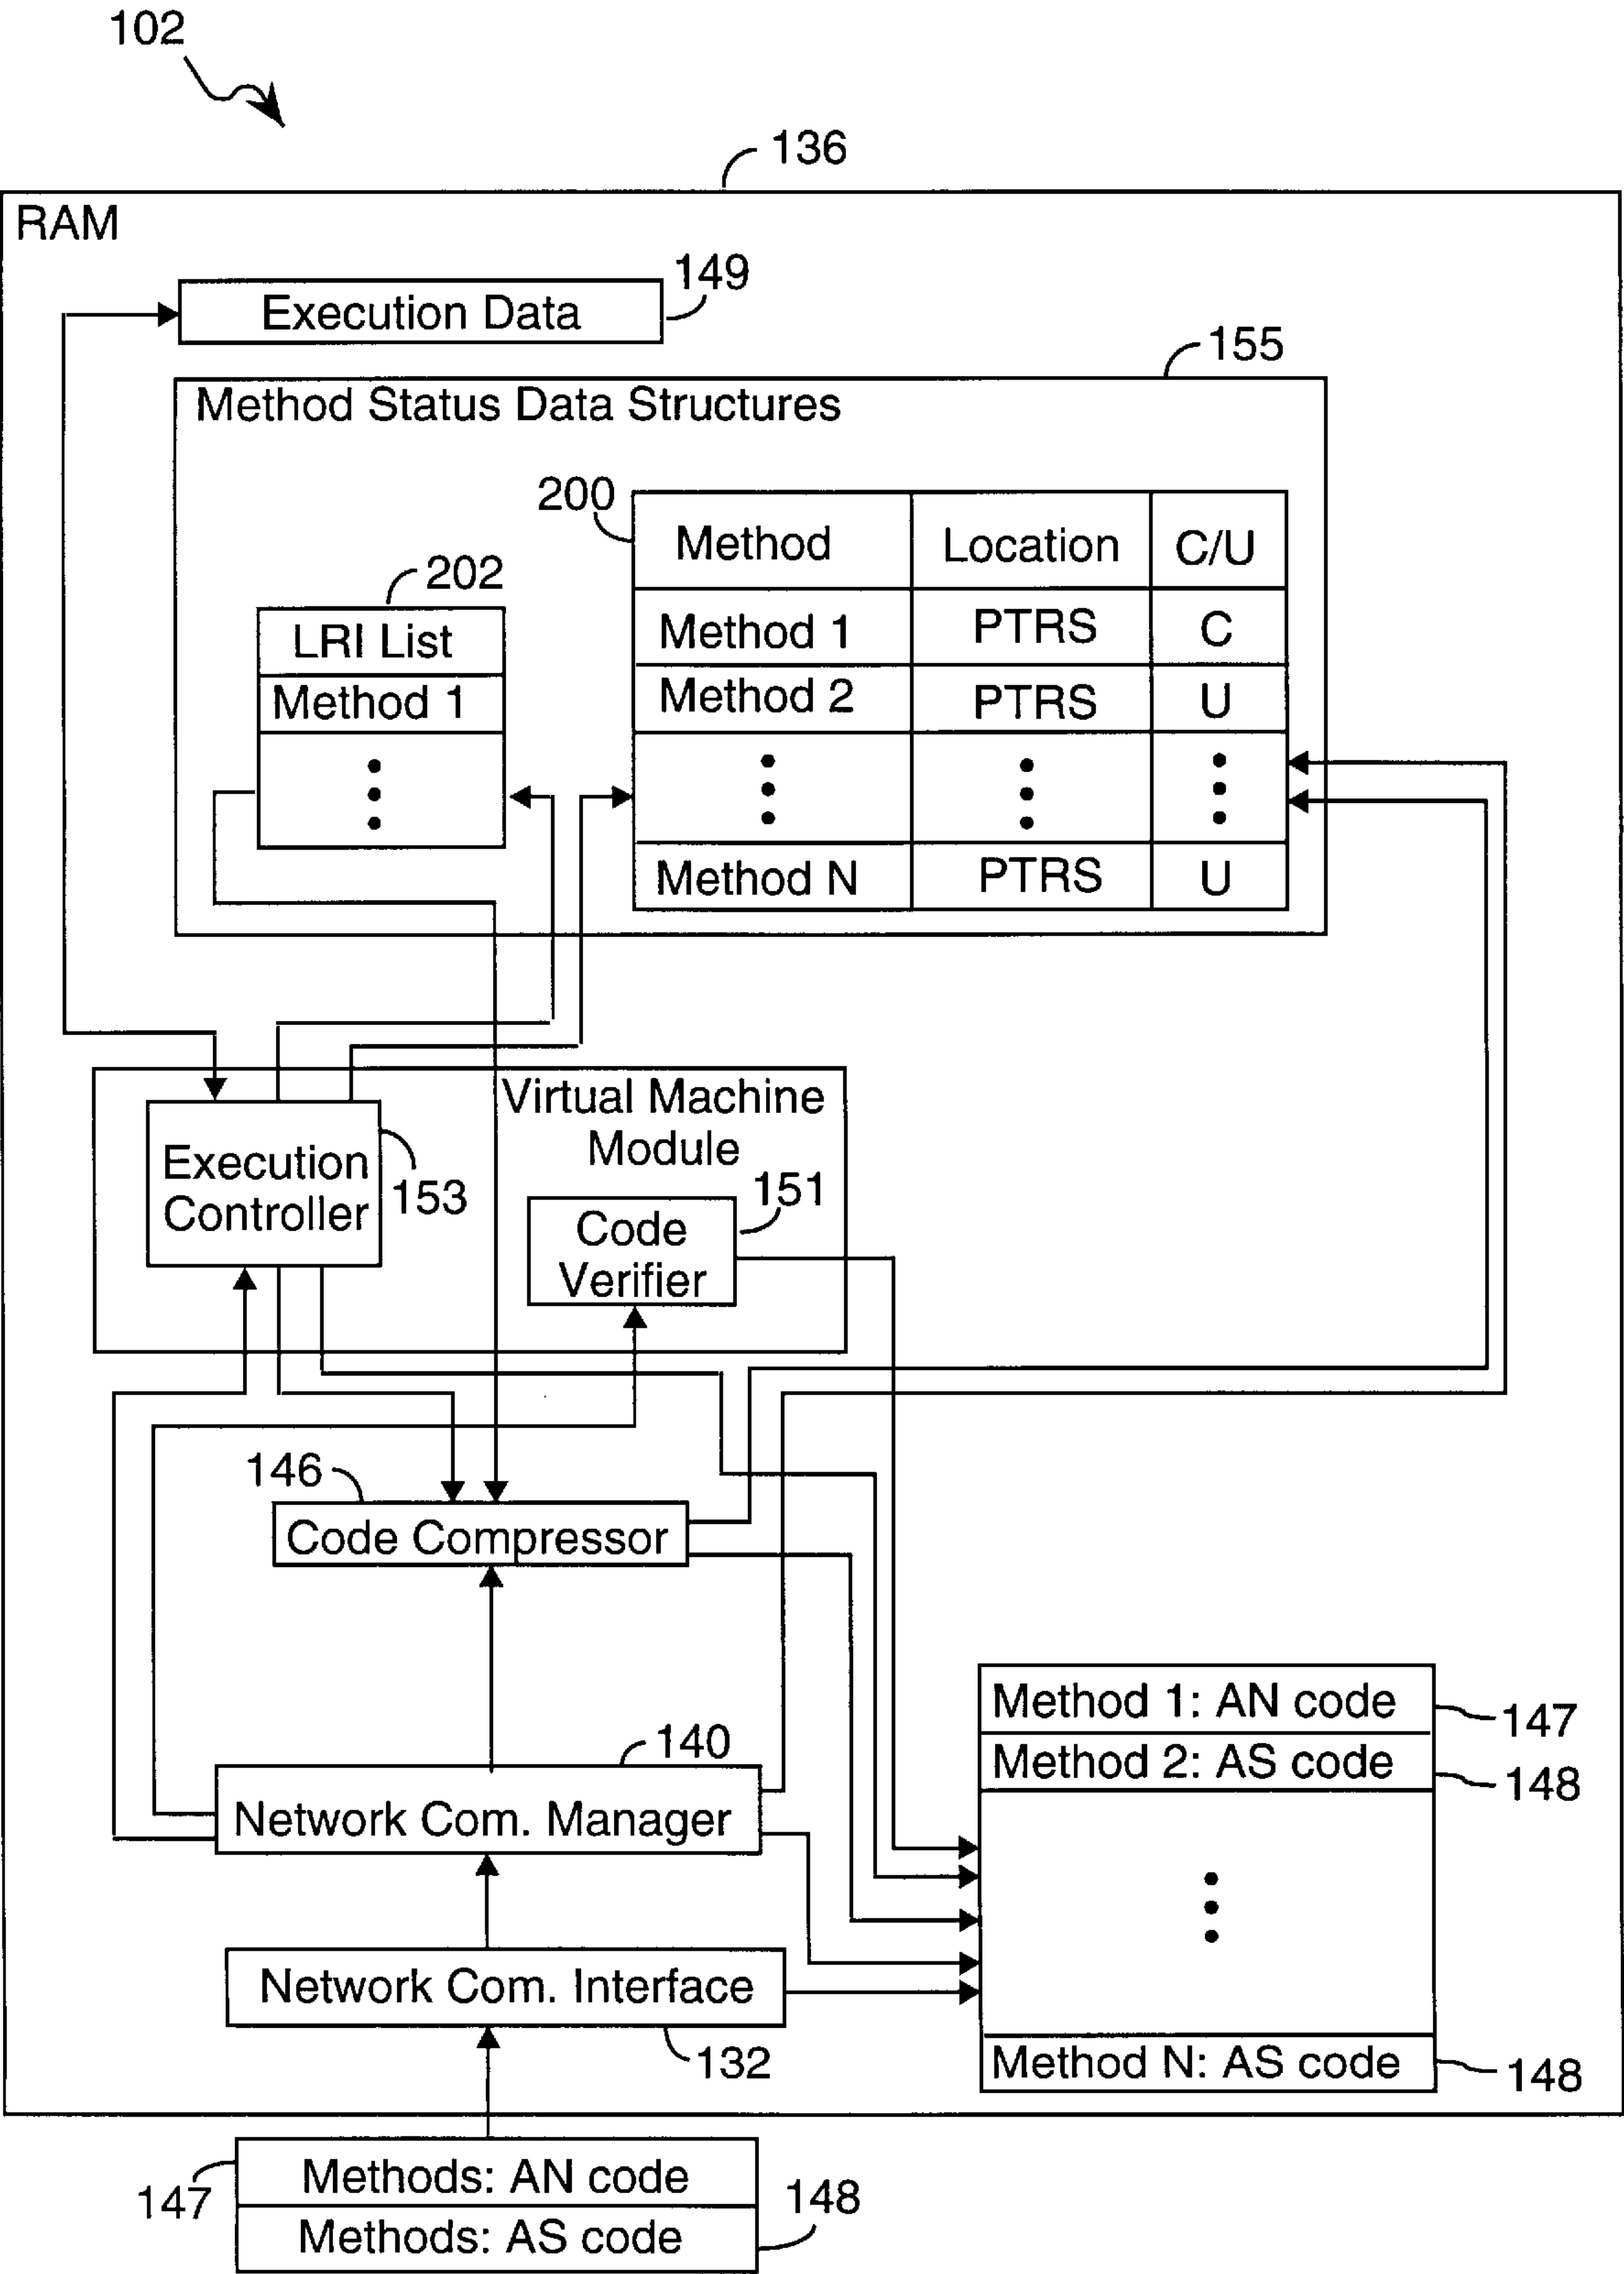 102
136
RAM
149
Execution Data
155
Method Status Data Structures
200
Method Location C/U
202
LRI List
Method 1
Method 1 PTRS C
Method 2 PTRS U
Method N PTRS U
Virtual Machine
Module
Execution
Controller
153
151
Code
Verifier
146
Code Compressor
140
Network Com. Manager
Network Com. Interface
132
Method 1: AN code
147
Method 2: AS code
148
Method N: AS code
148
Methods: AN code
147
Methods: AS code
148